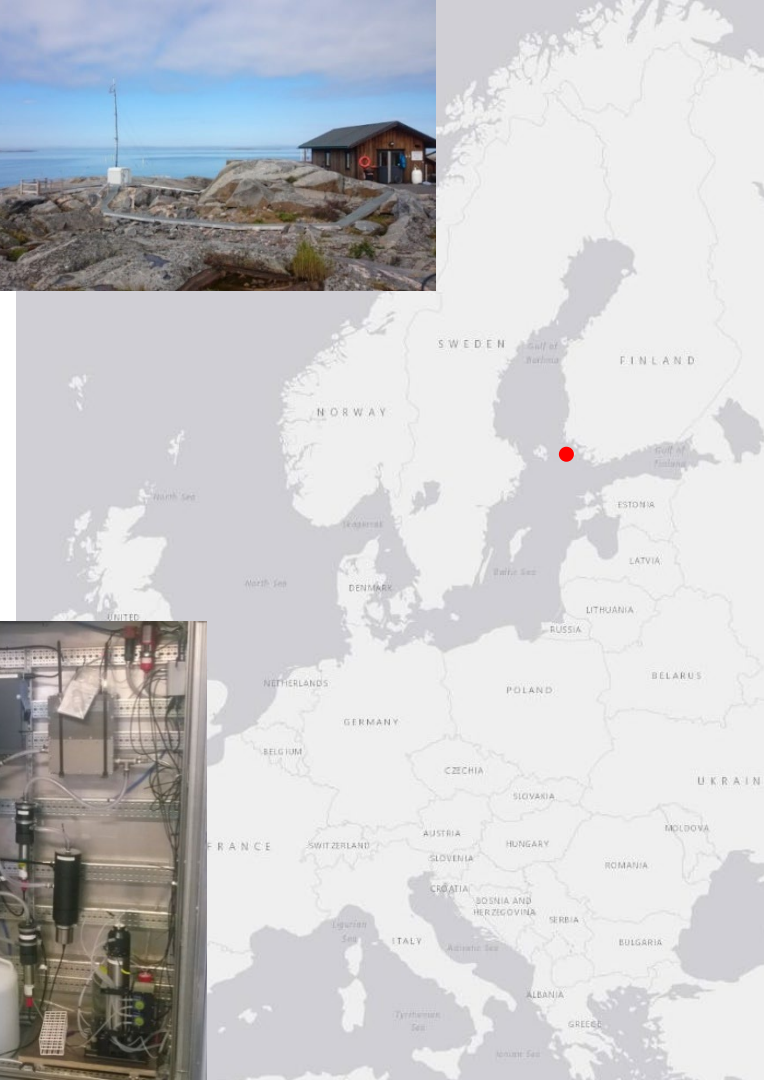 SWEDEN
Gulf of
Bothnia
FINLAND
NORWAY
Gulf of
Finland
North Sea
ESTONIA
Skagerrak
LATVIA
Baltic Sea
North Sea
DENMARK
LITHUANIA
UNITED
RUSSIA
BELARUS
NETHERLANDS
POLAND
GERMANY
BELGIUM
CZECHIA
UKRAIN
SLOVAKIA
MOLDOVA
AUSTRIA
FRANCE
SWITZERLAND
HUNGARY
SLOVENIA
ROMANIA
CROATIA
BOSNIA AND
HERZEGOVINA
SERBIA
Ligurian
Sea
ITALY
Adriatic Sea
BULGARIA
ALBANIA
Tyrrhenian
Sea
GREECE
Ionian Sea